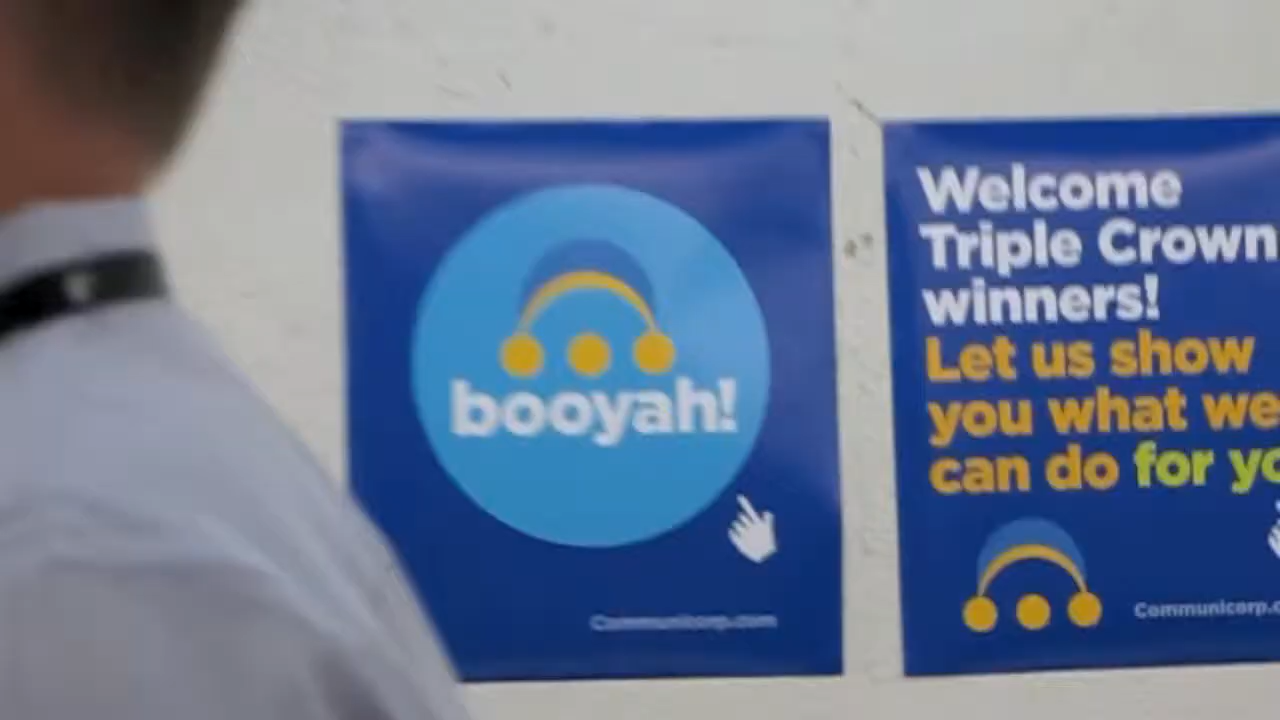 booyah!
Communicorp.com
Welcome
Triple Crown
winners!
Let us show
you what we
can do for yo
Communicorp.c